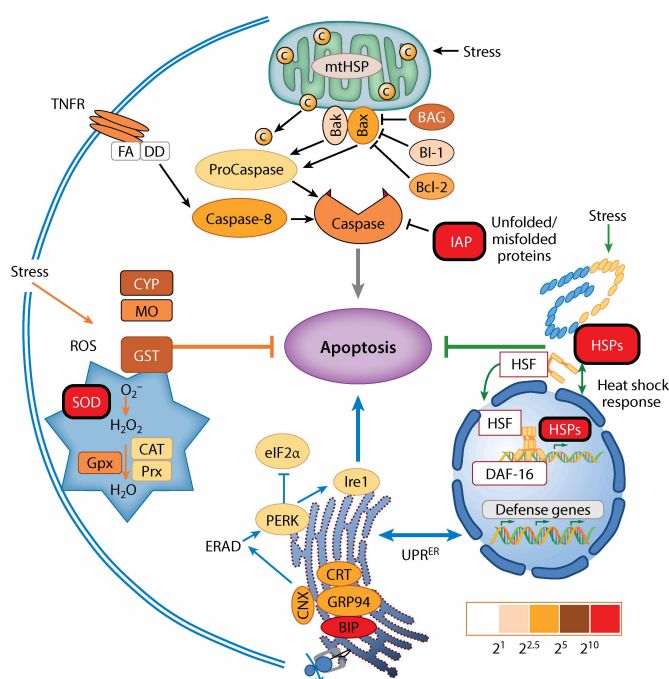 C
C
C
mtHSP
Stress
C
C
C
TNFR
FA
DD
Bak
Bax
BAG
BI-1
Bcl-2
ProCaspase
Caspase-8
Caspase
IAP
Unfolded/
misfolded
proteins
Stress
Stress
CYP
MO
ROS
GST
Apoptosis
HSPs
HSF
Heat shock
response
SOD
O₂⁻
H₂O₂
CAT
Gpx
Prx
H₂O
HSF
HSPs
DAF-16
Defense genes
eIF2α
Ire1
PERK
ERAD
UPRᴱᴿ
CRT
CNX
GRP94
BIP
2¹
2²·⁵
2⁵
2¹⁰